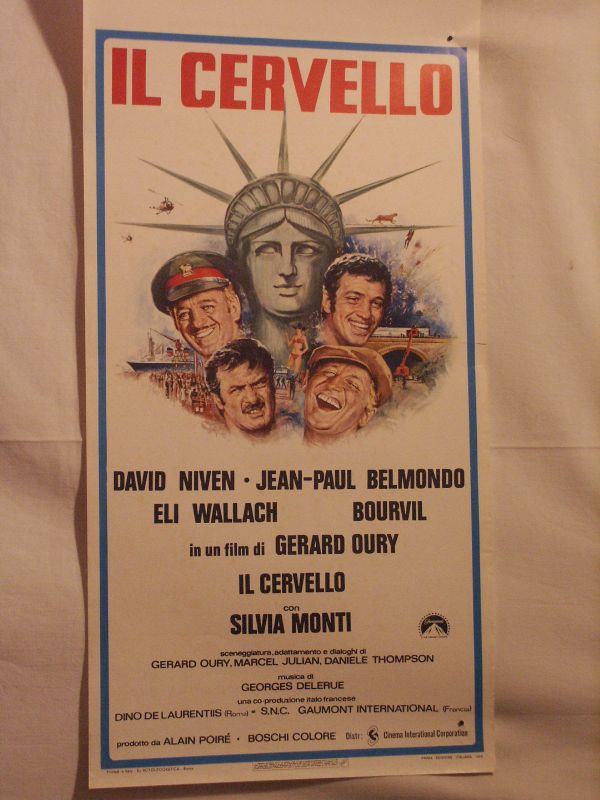 IL CERVELLO
DAVID NIVEN · JEAN-PAUL BELMONDO
ELI WALLACH BOURVIL
in un film di GERARD OURY
IL CERVELLO
con
SILVIA MONTI
sceneggiatura, adattamento e dialoghi di
GERARD OURY, MARCEL JULIAN, DANIELE THOMPSON
musica di
GEORGES DELERUE
una co-produzione italo francese
DINO DE LAURENTIIS (Roma) - S.N.C. GAUMONT INTERNATIONAL (Francia)
prodotto da ALAIN POIRÉ · BOSCHI COLORE Distr: Cinema International Corporation